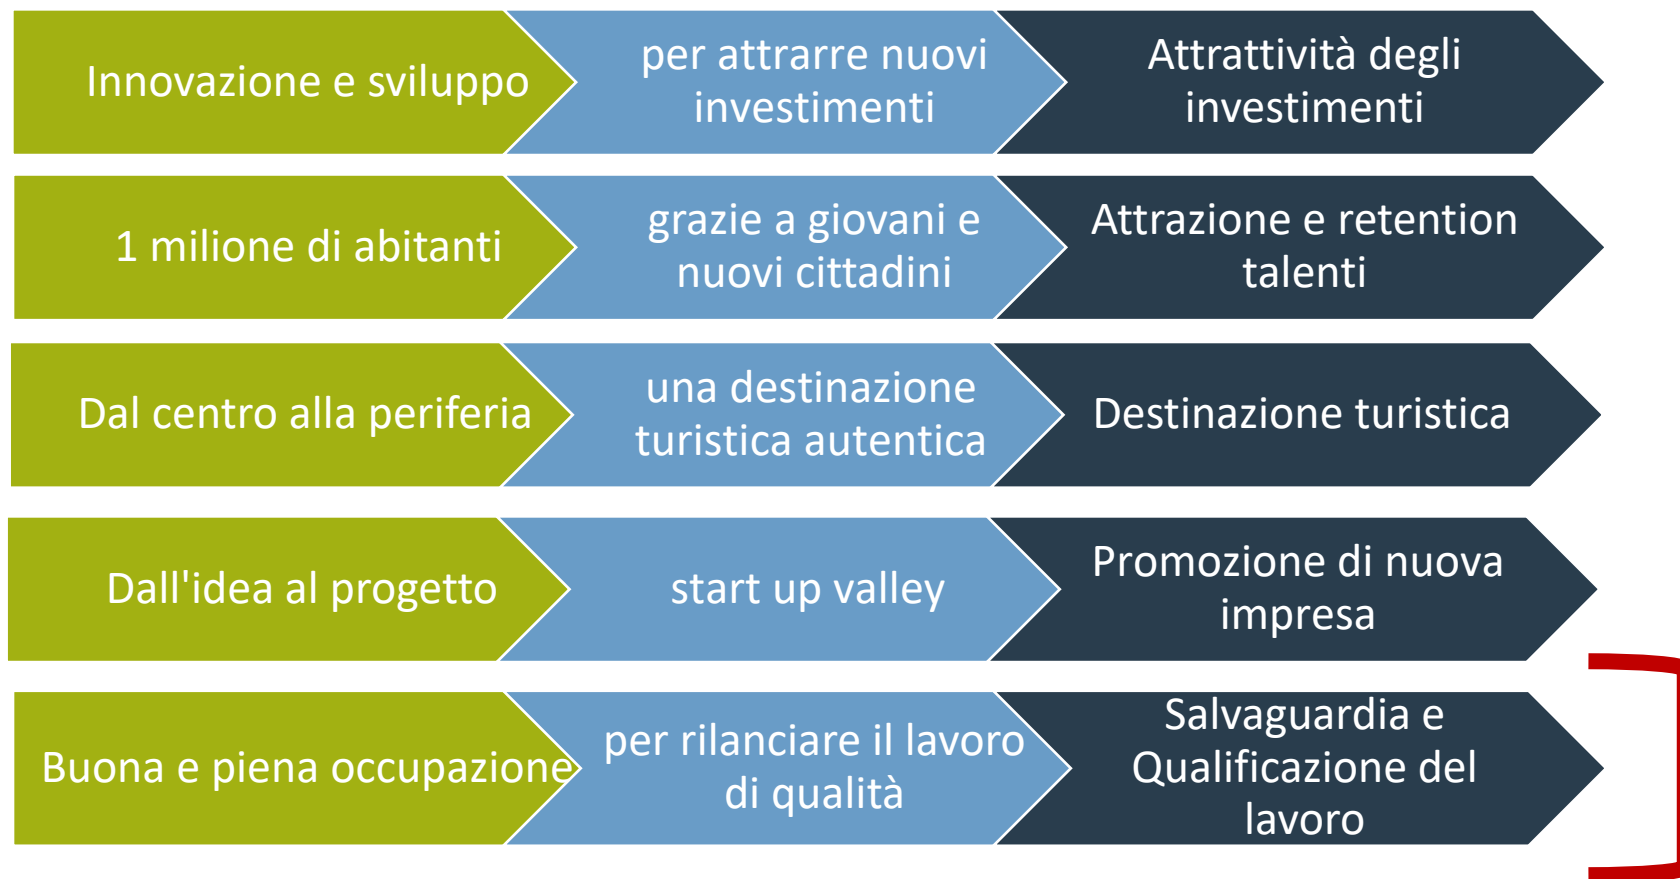 Innovazione e sviluppo
per attrarre nuovi
investimenti
Attrattività degli
investimenti
1 milione di abitanti
grazie a giovani e
nuovi cittadini
Attrazione e retention
talenti
Dal centro alla periferia
una destinazione
turistica autentica
Destinazione turistica
Dall'idea al progetto
start up valley
Promozione di nuova
impresa
Buona e piena occupazione
per rilanciare il lavoro
di qualità
Salvaguardia e
Qualificazione del
lavoro